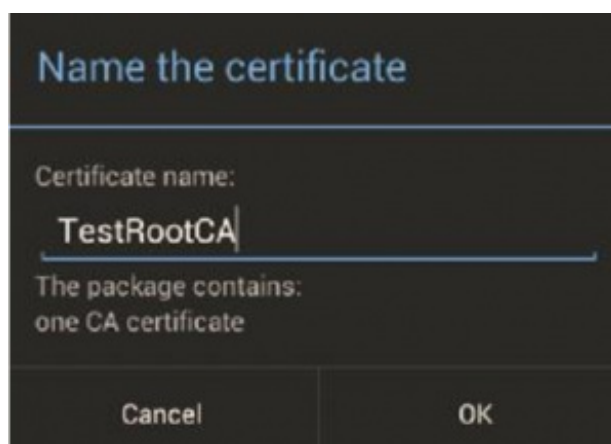 Name the certificate
Certificate name:
TestRootCA
The package contains:
one CA certificate
Cancel
OK